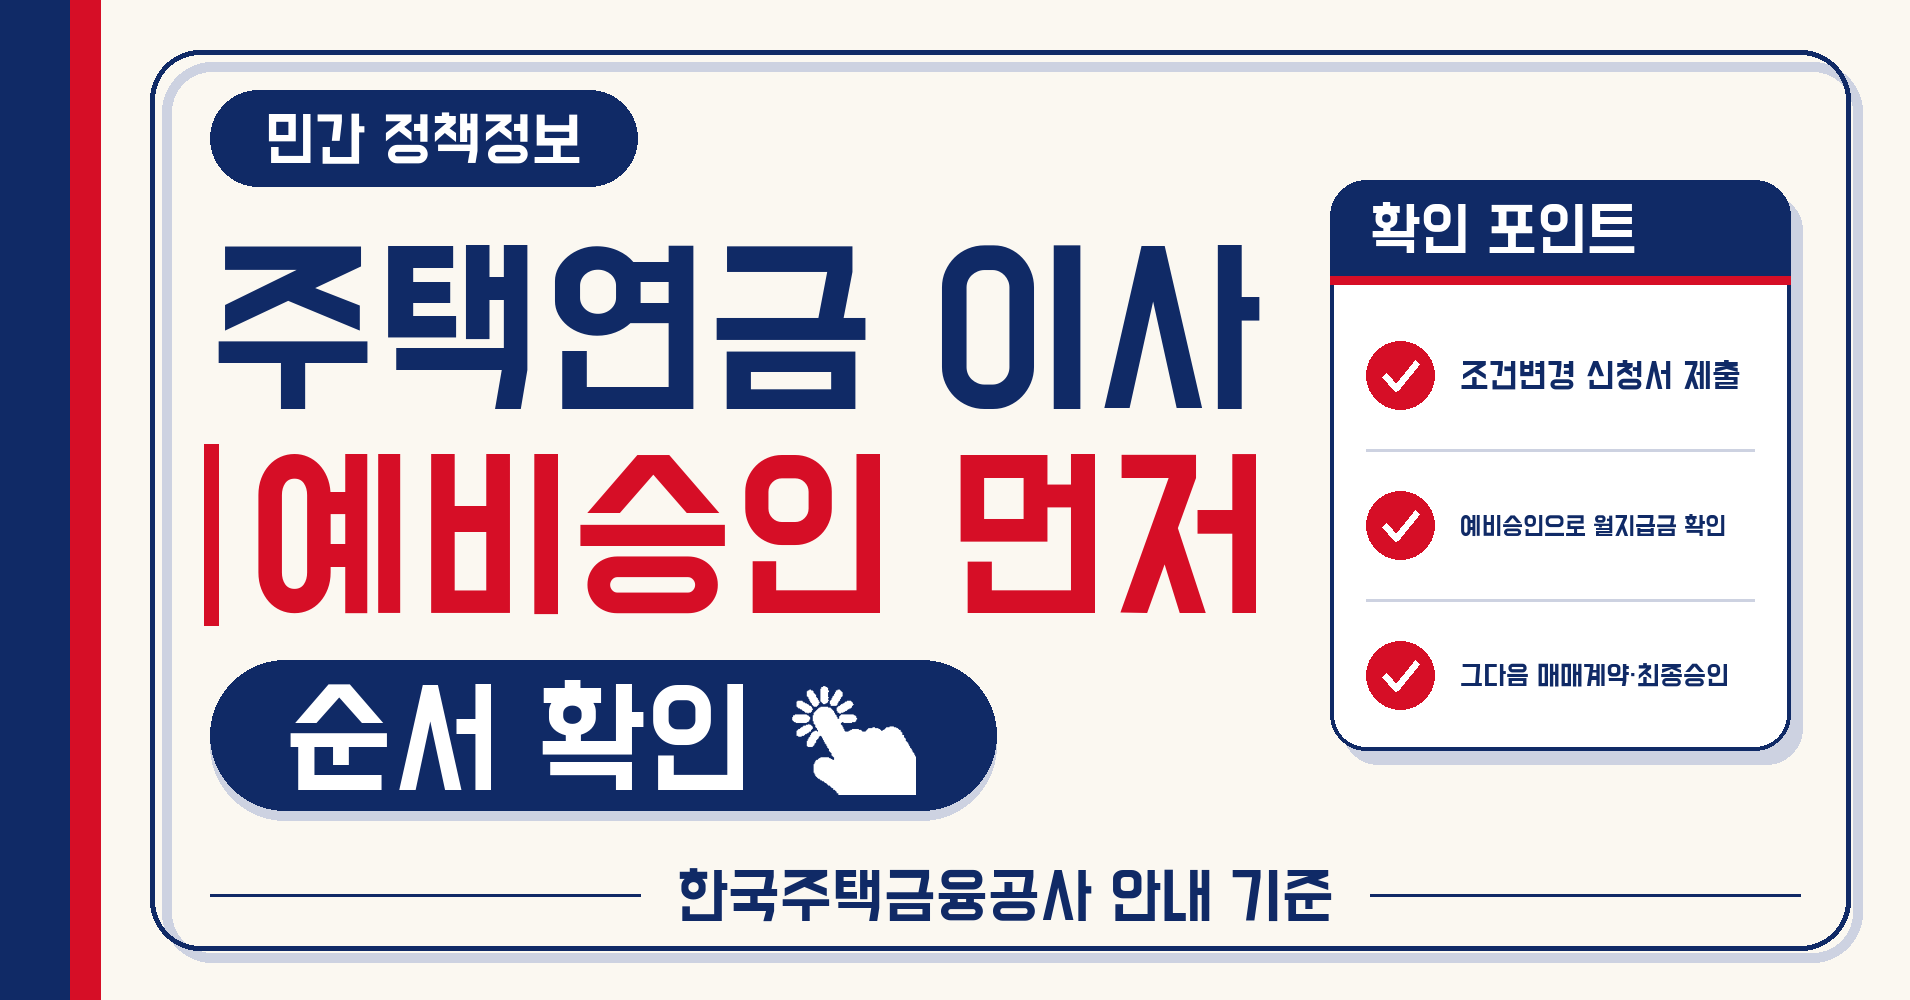 민간 정책정보
주택연금 이사
예비승인 먼저
순서 확인
확인 포인트
조건변경 신청서 제출
예비승인으로 월지급금 확인
그다음 매매계약·최종승인
한국주택금융공사 안내 기준